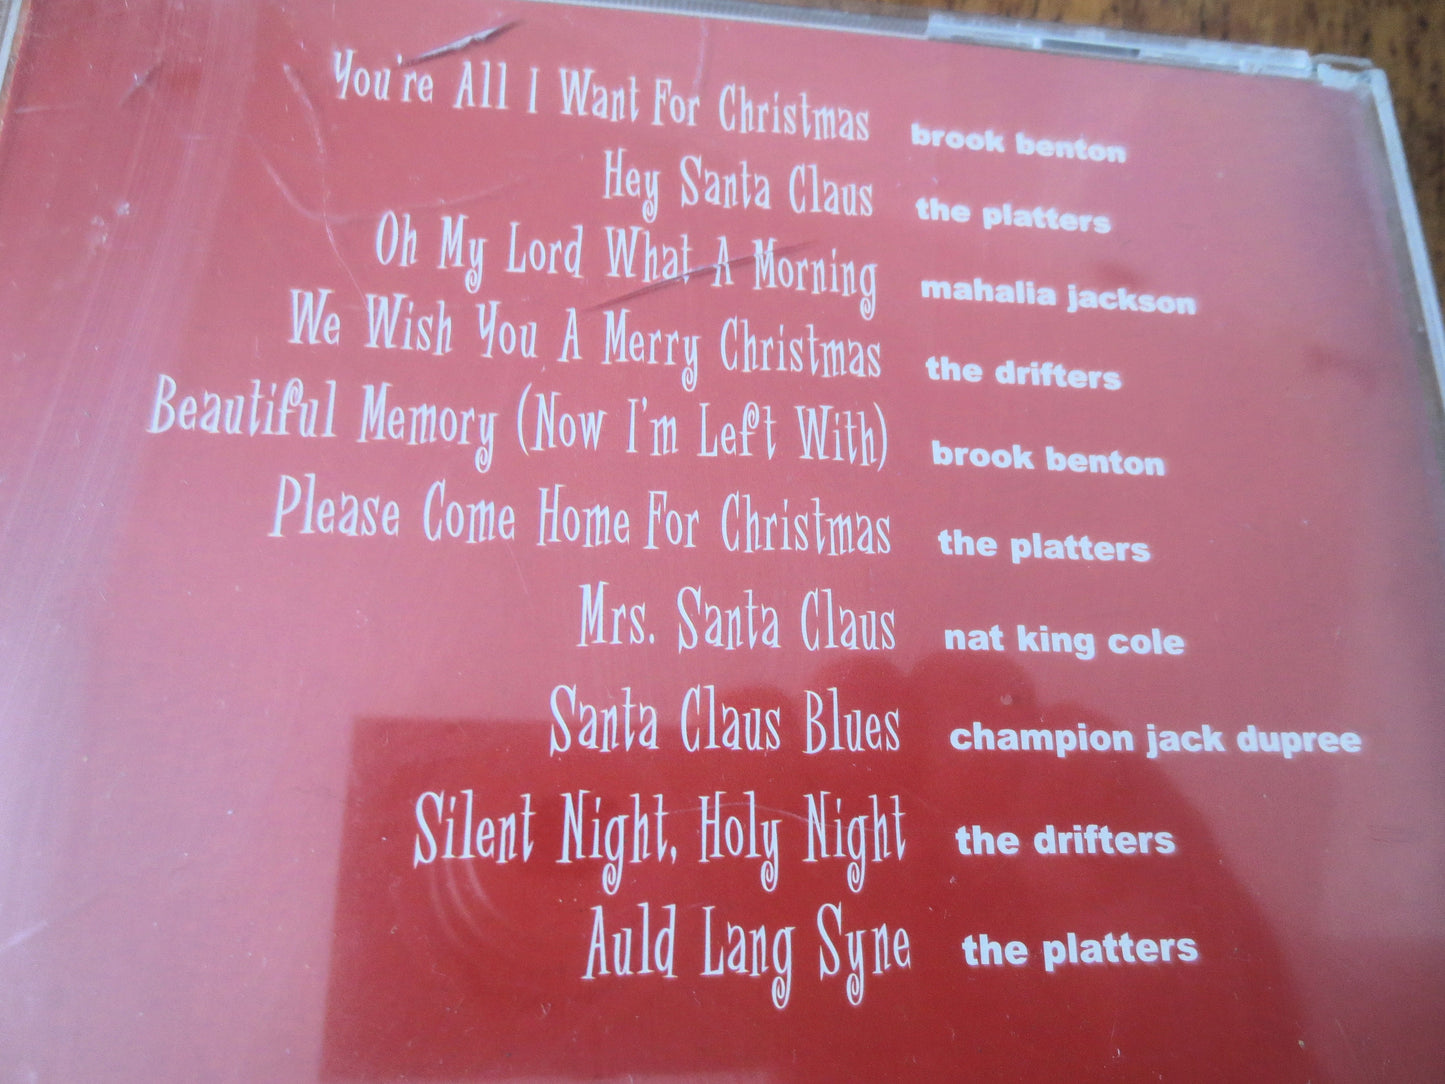 You're All I Want For Christmas brook benton
Hey Santa Claus the platters
Oh My Lord What A Morning mahalia jackson
We Wish You A Merry Christmas the drifters
Beautiful Memory (Now I'm Left With) brook benton
Please Come Home For Christmas the platters
Mrs. Santa Claus nat king cole
Santa Claus Blues champion jack dupree
Silent Night, Holy Night the drifters
Auld Lang Syne the platters